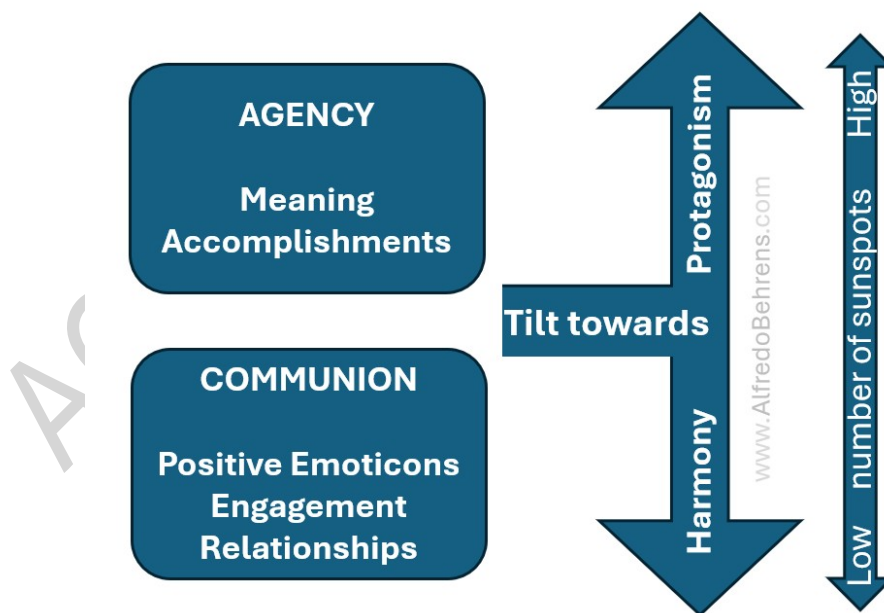 AGENCY
Meaning
Accomplishments
COMMUNION
Positive Emoticons
Engagement
Relationships
Tilt towards
Protagonism
Harmony
www.AlfredoBehrens.com
Low number of sunspots High